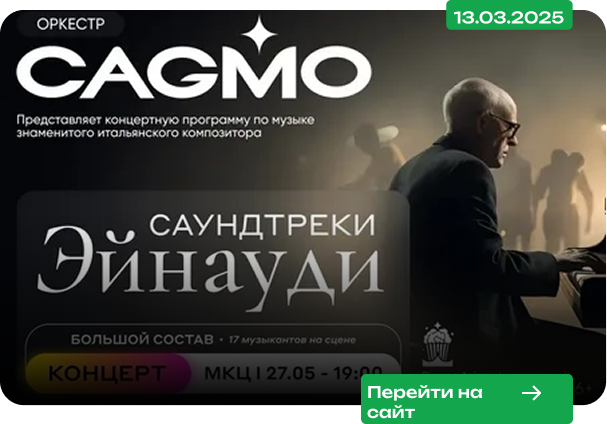 13.03.2025
ОРКЕСТР
CAGMO
Представляет концертную программу по музыке
знаменитого итальянского композитора
САУНДТРЕКИ
Эйнауди
БОЛЬШОЙ СОСТАВ • 17 музыкантов на сцене
КОНЦЕРТ МКЦ | 27.05 - 19:00
Перейти на →
сайт